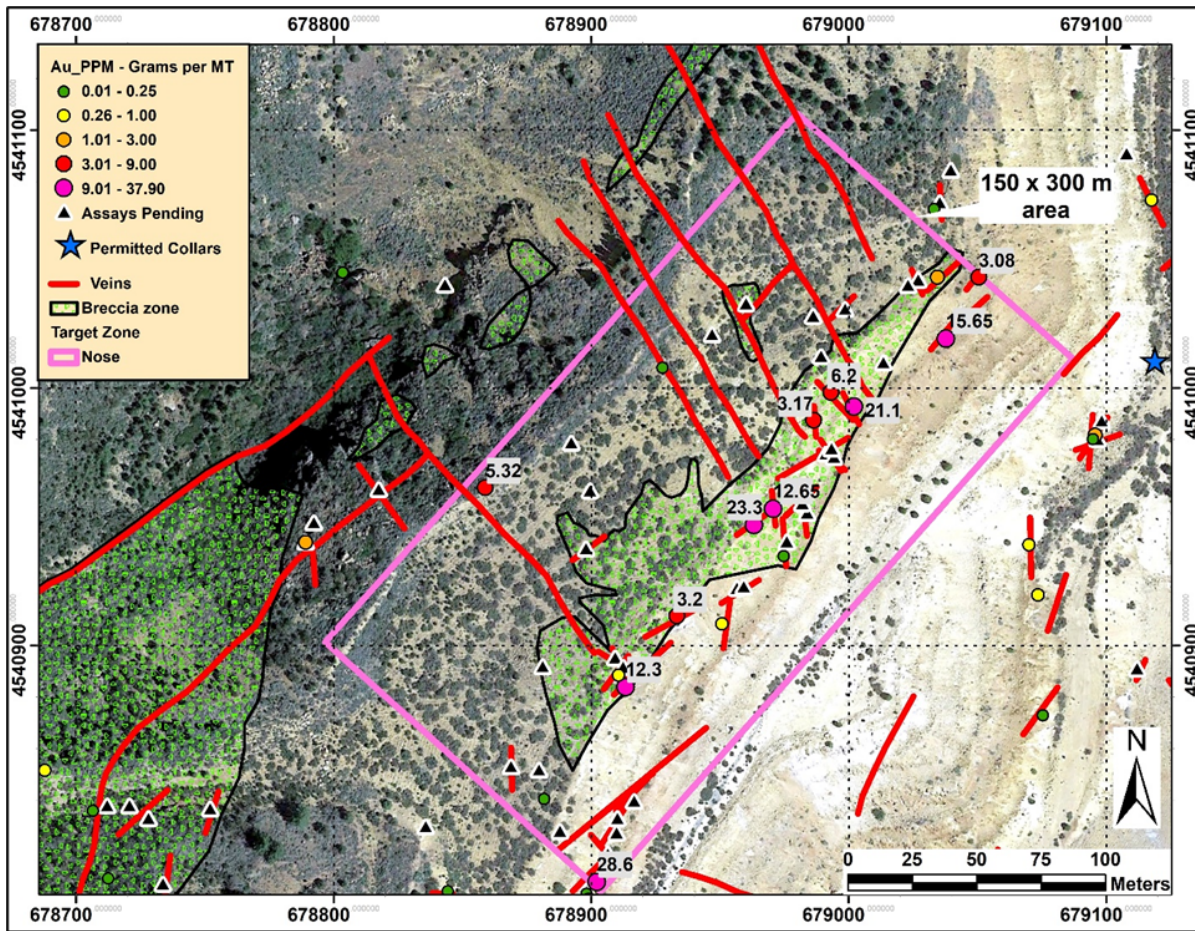 678700
678800
678900
679000
679100
Au_PPM - Grams per MT
0.01 - 0.25
0.26 - 1.00
1.01 - 3.00
3.01 - 9.00
9.01 - 37.90
Assays Pending
Permitted Collars
Veins
Breccia zone
Target Zone
Nose
4541100
4541100
150 x 300 m
area
3.08
15.65
4541000
4541000
6.2
3.17
21.1
5.32
12.65
23.3
3.2
4540900
4540900
12.3
28.6
N
0 25 50 75 100
Meters
678700
678800
678900
679000
679100